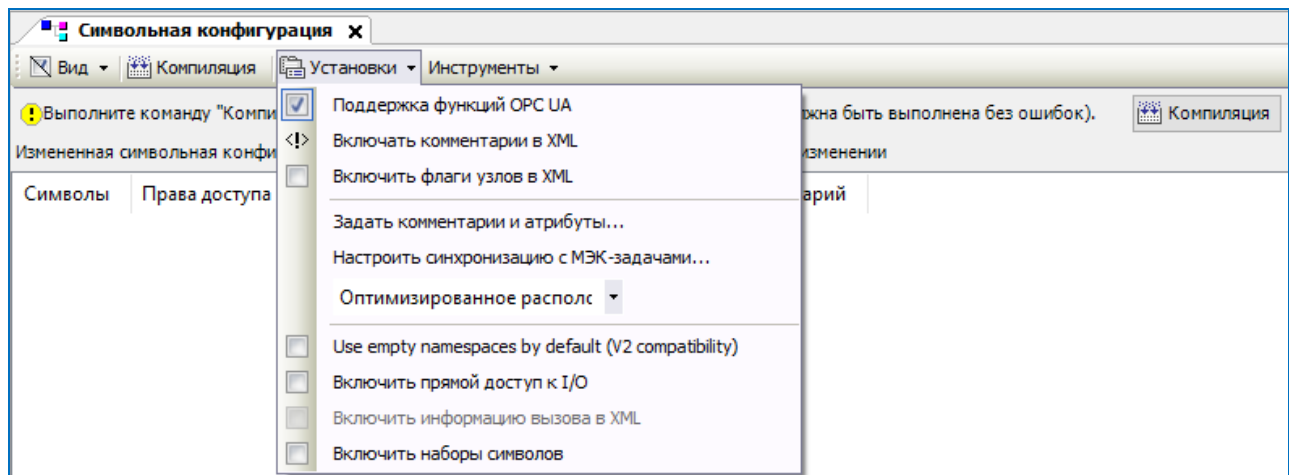 Символьная конфигурация
Вид Компиляция Установки Инструменты
Выполните команду "Компи
жна быть выполнена без ошибок). Компиляция
Измененная символьная конфи
изменении
Символы Права доступа
арий
Поддержка функций OPC UA
Включать комментарии в XML
Включить флаги узлов в XML
Задать комментарии и атрибуты...
Настроить синхронизацию с МЭК-задачами...
Оптимизированное располо
Use empty namespaces by default (V2 compatibility)
Включить прямой доступ к I/O
Включить информацию вызова в XML
Включить наборы символов